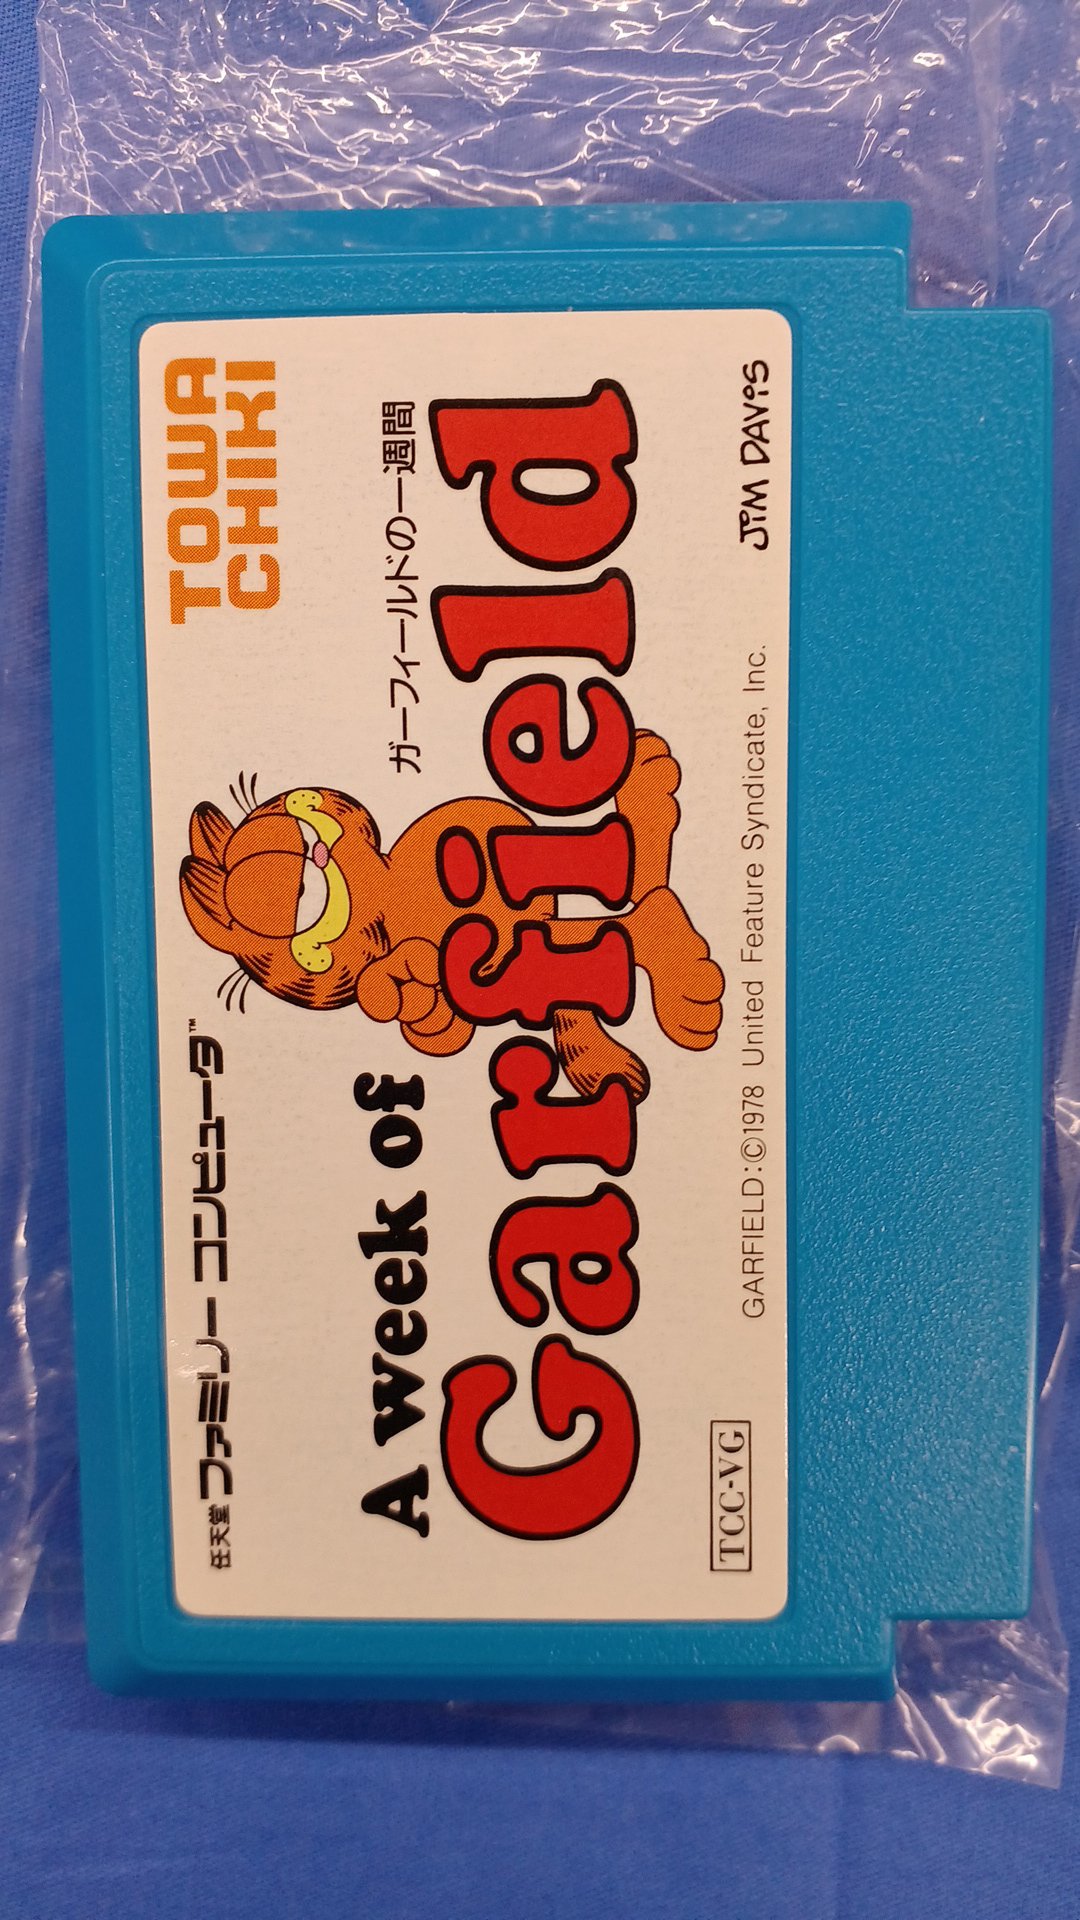 任天堂 ファミリー コンピュータ™
TOWA
CHIKI
ガーフィールドの一週間
A week of
Garfield
TCC-VG
GARFIELD:©1978 United Feature Syndicate, Inc.
JIM DAVIS